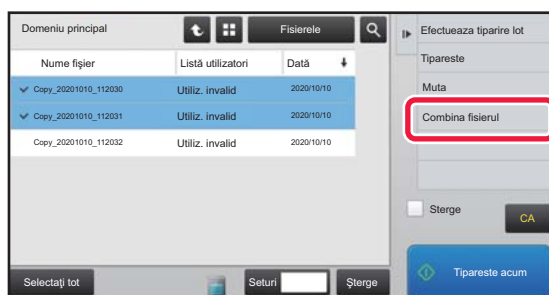 Domeniu principal
Fisierele
Nume fişier
Listă utilizatori
Dată
Copy_20201010_112030
Utiliz. invalid
2020/10/10
Copy_20201010_112031
Utiliz. invalid
2020/10/10
Copy_20201010_112032
Utiliz. invalid
2020/10/10
Selectaţi tot
Seturi
Şterge
Efectueaza tiparire lot
Tipareste
Muta
Combina fisierul
Sterge
CA
Tipareste acum